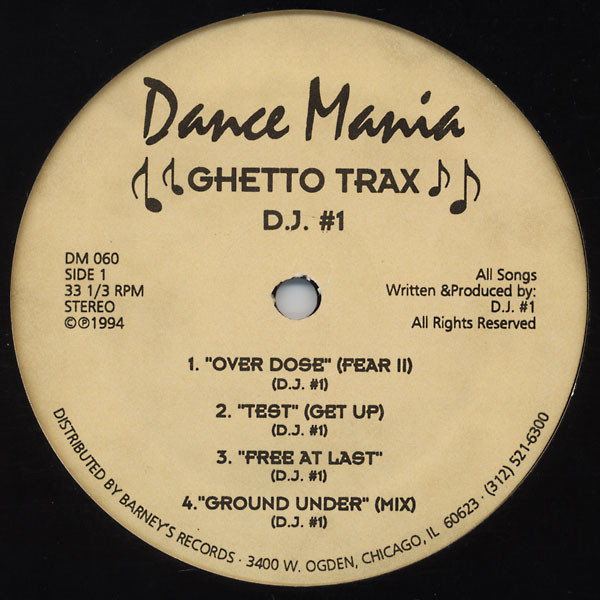 Dance Mania
GHETTO TRAX
D.J. #1
DM 060
SIDE 1
33 1/3 RPM
STEREO
©℗1994
All Songs
Written &Produced by:
D.J. #1
All Rights Reserved
1. "OVER DOSE" (FEAR II)
(D.J. #1)
2. "TEST" (GET UP)
(D.J. #1)
3. "FREE AT LAST"
(D.J. #1)
4."GROUND UNDER" (MIX)
(D.J. #1)
DISTRIBUTED BY BARNEY'S RECORDS · 3400 W. OGDEN, CHICAGO, IL 60623 · (312) 521-6300